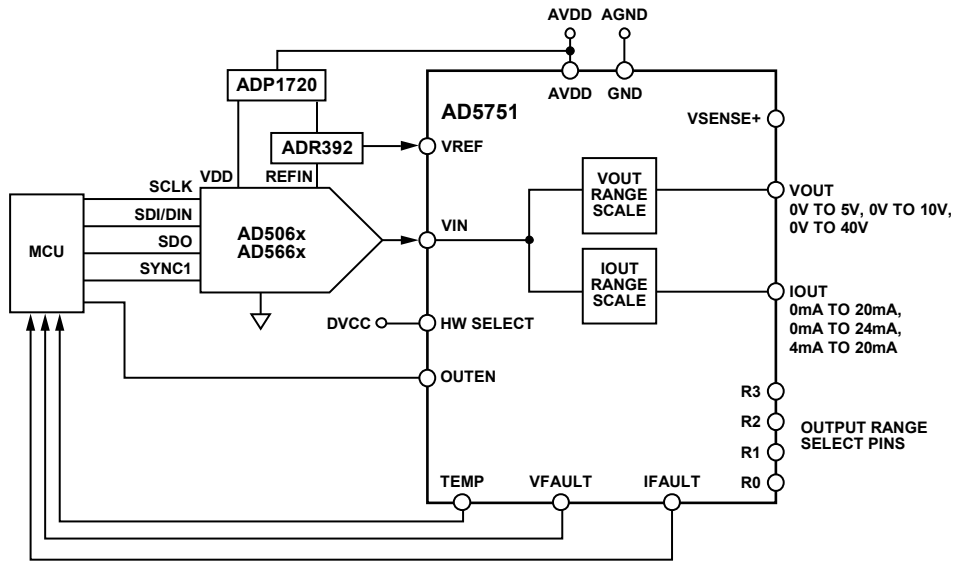 AVDD
AGND
ADP1720
AVDD
GND
AD5751
VSENSE+
ADR392
VREF
VDD
REFIN
SCLK
SDI/DIN
SDO
SYNC1
MCU
AD506x
AD566x
VIN
VOUT
RANGE
SCALE
VOUT
0V TO 5V, 0V TO 10V,
0V TO 40V
IOUT
RANGE
SCALE
IOUT
0mA TO 20mA,
0mA TO 24mA,
4mA TO 20mA
DVCC
HW SELECT
OUTEN
R3
R2
R1
R0
OUTPUT RANGE
SELECT PINS
TEMP
VFAULT
IFAULT